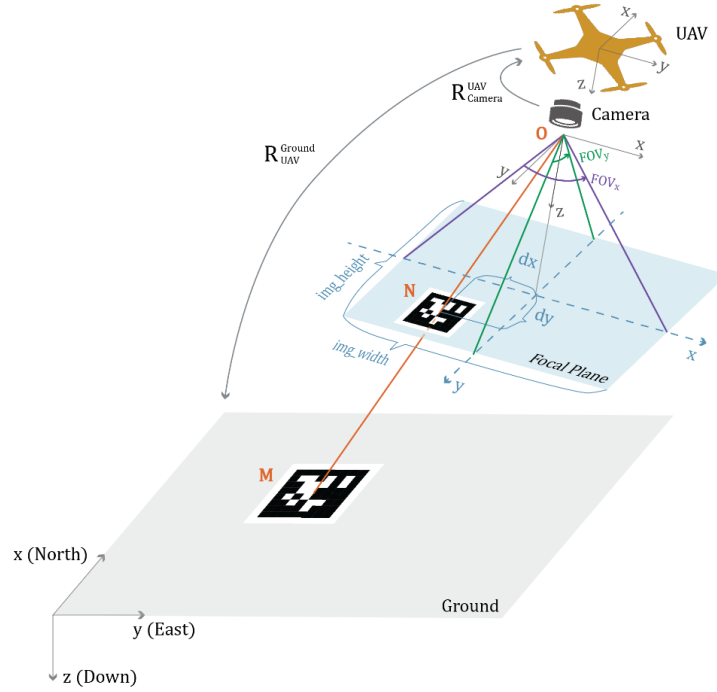 x
UAV
y
z
R UAV Camera
Camera
O
x
FOVy
R Ground UAV
y
FOVx
z
img_height
dx
N
dy
img_width
Focal Plane
x
y
M
x (North)
Ground
y (East)
z (Down)